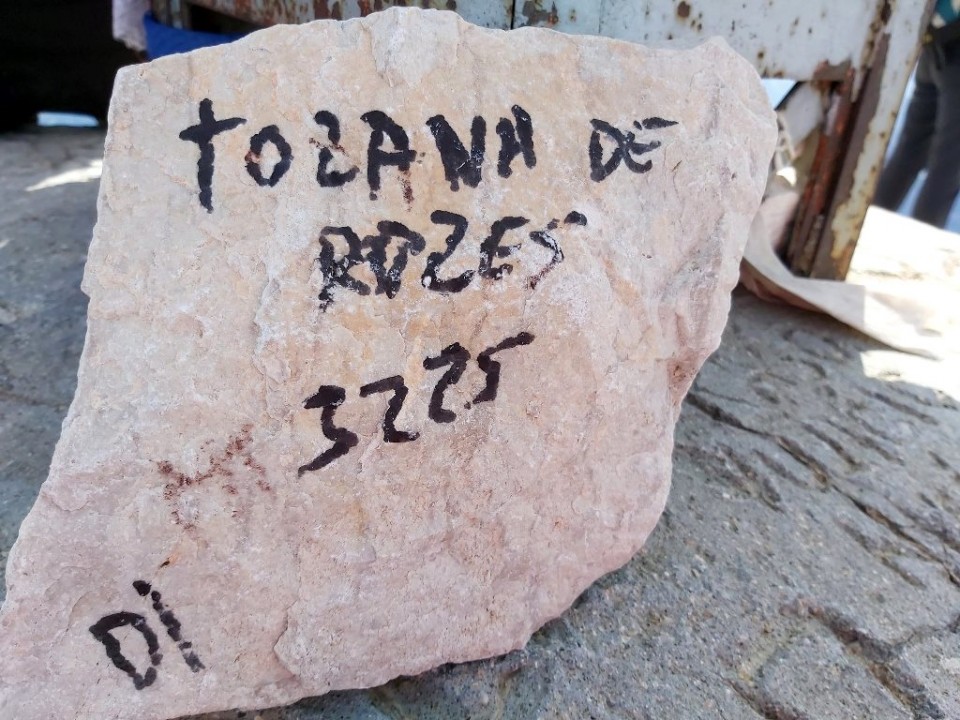 TOZANA DE
ROZES
3225
DI